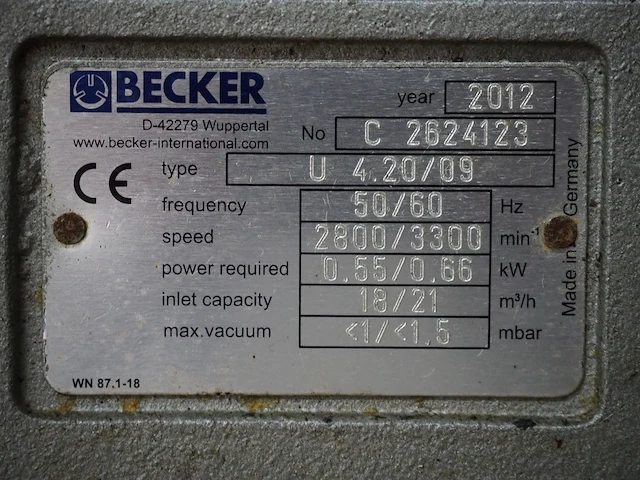 BECKER
D-42279 Wuppertal
www.becker-international.com
year 2012
No C 2624123
type U 4.20/09
frequency 50/60 Hz
speed 2800/3300 min⁻¹
power required 0.55/0.66 kW
inlet capacity 18/21 m³/h
max.vacuum <1/<1.5 mbar
CE
Made in Germany
WN 87.1-18